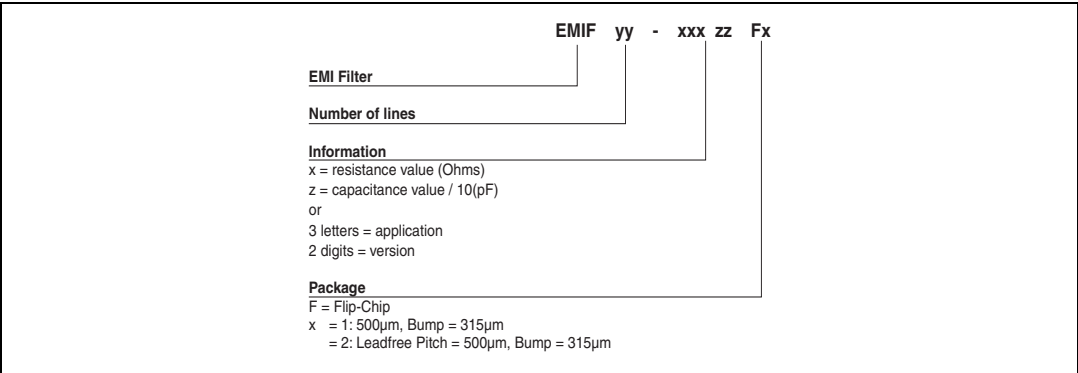 EMIF yy - xxx zz Fx
EMI Filter
Number of lines
Information
x = resistance value (Ohms)
z = capacitance value / 10(pF)
or
3 letters = application
2 digits = version
Package
F = Flip-Chip
x = 1: 500µm, Bump = 315µm
= 2: Leadfree Pitch = 500µm, Bump = 315µm